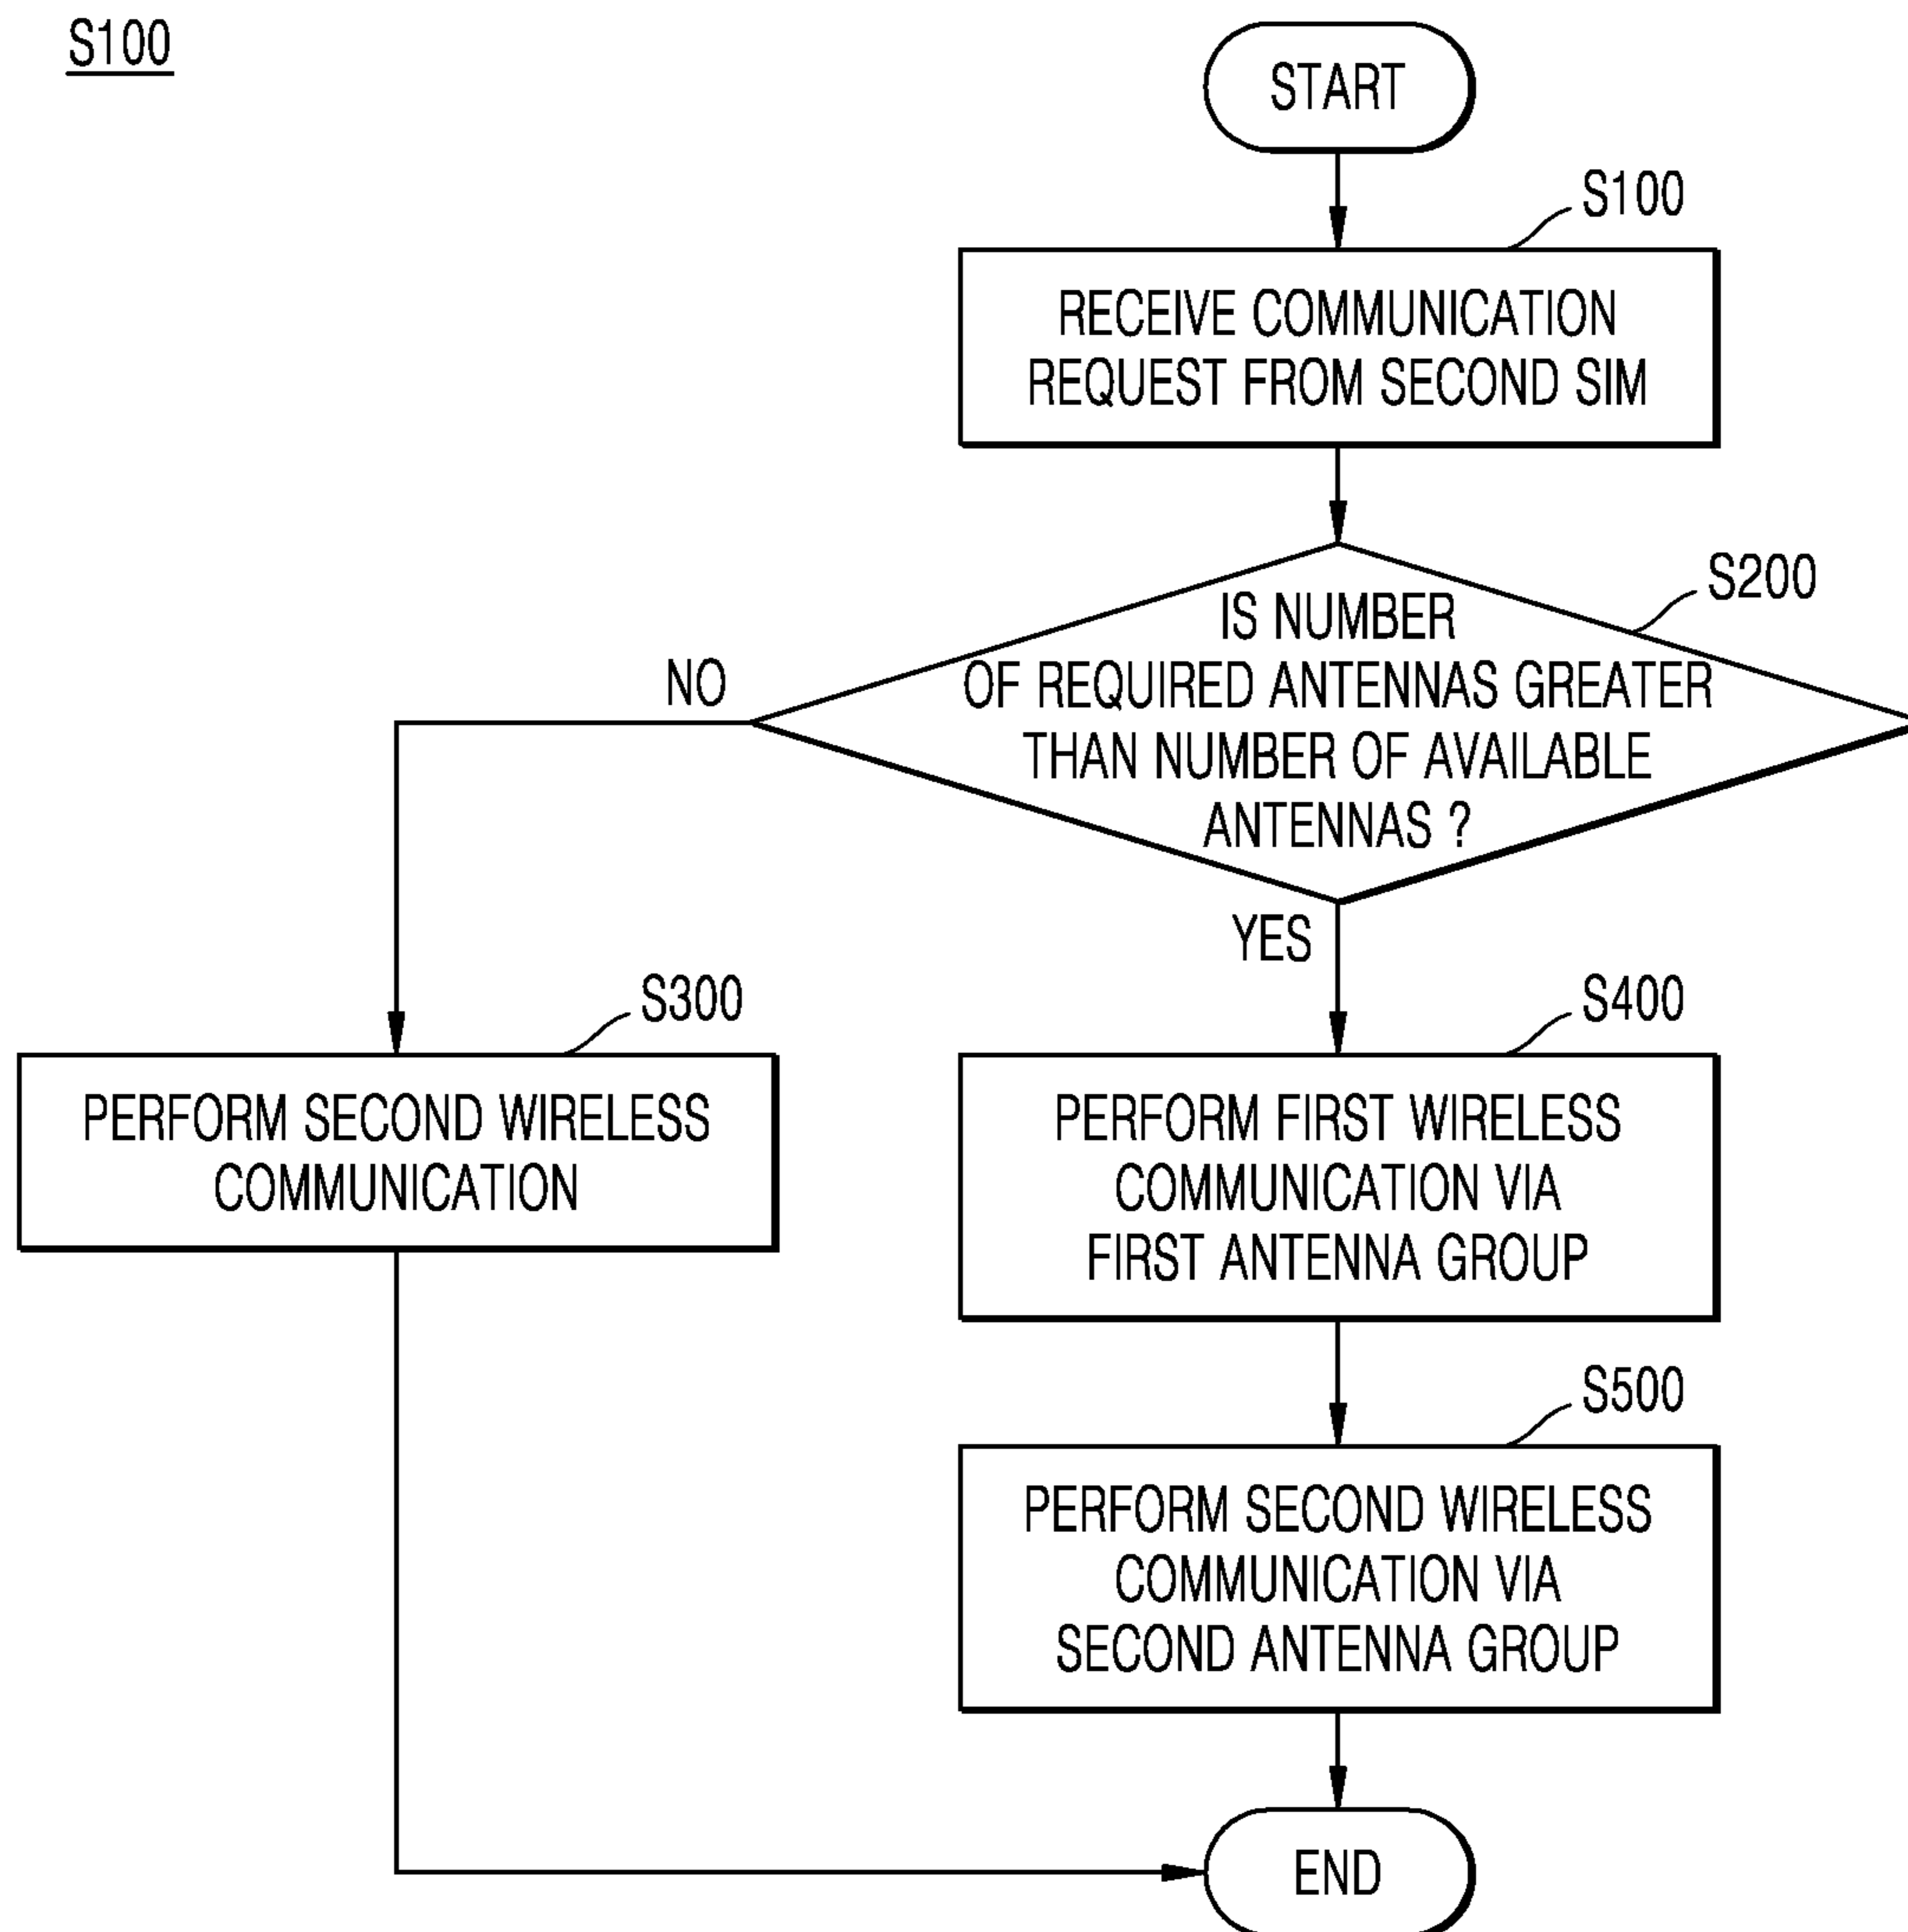 S100
START
S100
RECEIVE COMMUNICATION
REQUEST FROM SECOND SIM
S200
IS NUMBER
OF REQUIRED ANTENNAS GREATER
THAN NUMBER OF AVAILABLE
ANTENNAS ?
NO
YES
S300
PERFORM SECOND WIRELESS
COMMUNICATION
S400
PERFORM FIRST WIRELESS
COMMUNICATION VIA
FIRST ANTENNA GROUP
S500
PERFORM SECOND WIRELESS
COMMUNICATION VIA
SECOND ANTENNA GROUP
END